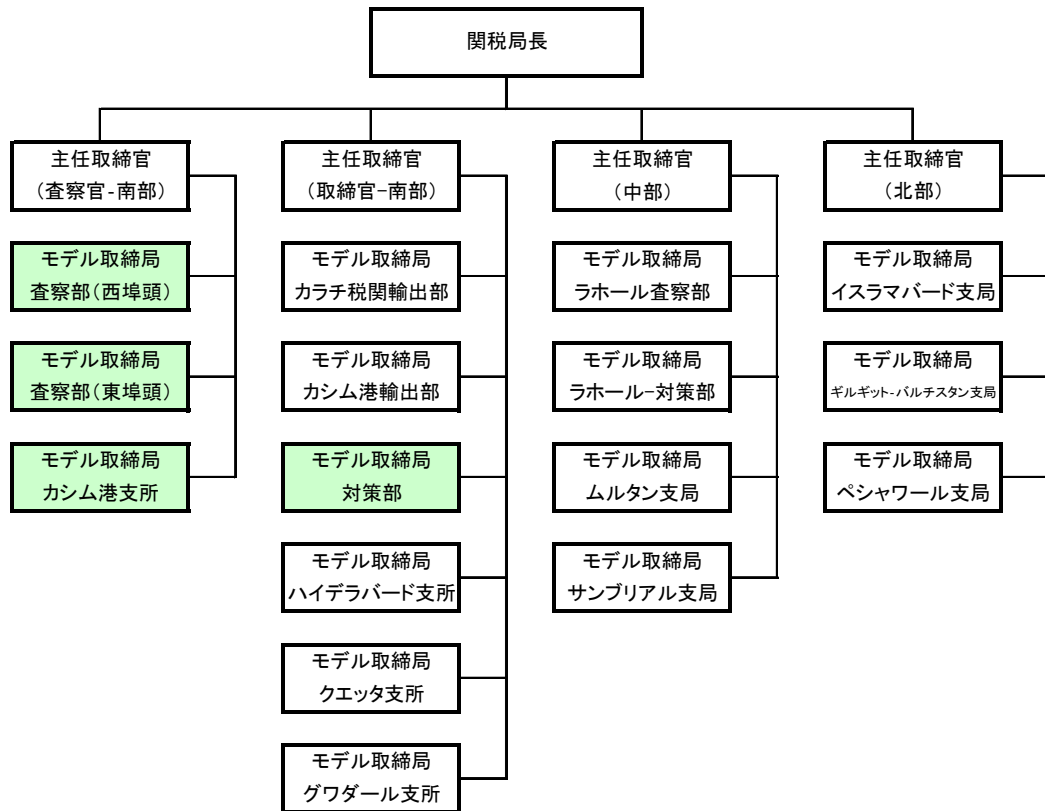 関税局長
主任取締官
（査察官-南部）
モデル取締局
査察部（西埠頭）
モデル取締局
査察部（東埠頭）
モデル取締局
カシム港支所
主任取締官
（取締官-南部）
モデル取締局
カラチ税関輸出部
モデル取締局
カシム港輸出部
モデル取締局
対策部
モデル取締局
ハイデラバード支所
モデル取締局
クエッタ支所
モデル取締局
グワダール支所
主任取締官
（中部）
モデル取締局
ラホール査察部
モデル取締局
ラホール-対策部
モデル取締局
ムルタン支局
モデル取締局
サンブリアル支局
主任取締官
（北部）
モデル取締局
イスラマバード支局
モデル取締局
ギルギット-バルチスタン支局
モデル取締局
ペシャワール支局